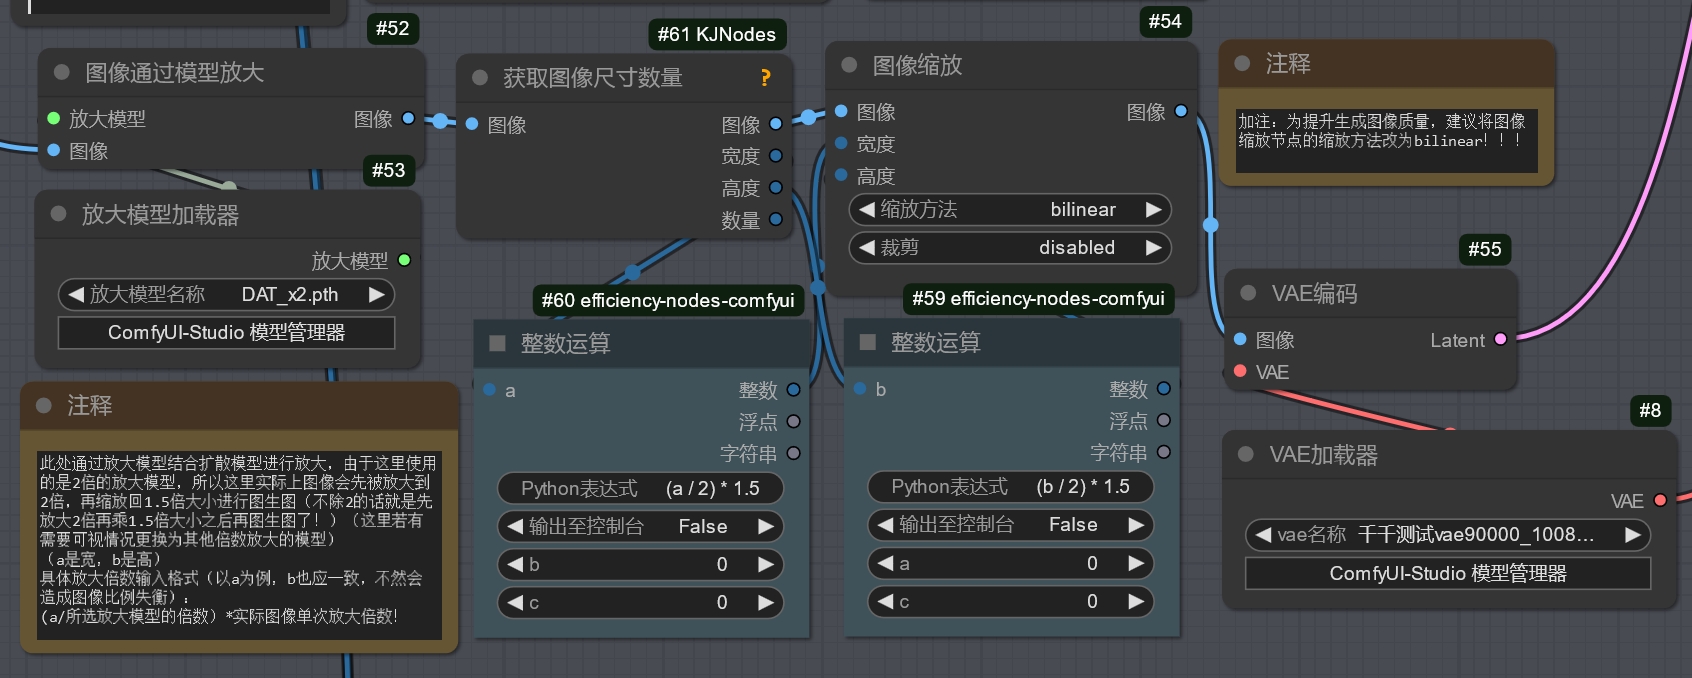 #52
图像通过模型放大
放大模型
图像
图像
#53
放大模型加载器
放大模型
放大模型名称 DAT_x2.pth
ComfyUI-Studio 模型管理器
注释
此处通过放大模型结合扩散模型进行放大，由于这里使用
的是2倍的放大模型，所以这里实际上图像会先被放大到
2倍，再缩放回1.5倍大小进行图生图（不除2的话就是先
放大2倍再乘1.5倍大小之后再图生图了！）（这里若有
需要可视情况更换为其他倍数放大的模型）
（a是宽，b是高）
具体放大倍数输入格式（以a为例，b也应一致，不然会
造成图像比例失衡）：
(a/所选放大模型的倍数）*实际图像单次放大倍数！
#61 KJNodes
获取图像尺寸数量 ?
图像
图像
宽度
高度
数量
#60 efficiency-nodes-comfyui
整数运算
a
整数
浮点
字符串
Python表达式 (a / 2) * 1.5
输出至控制台 False
b 0
c 0
#54
图像缩放
图像
图像
宽度
高度
缩放方法 bilinear
裁剪 disabled
#59 efficiency-nodes-comfyui
整数运算
b
整数
浮点
字符串
Python表达式 (b / 2) * 1.5
输出至控制台 False
a 0
c 0
注释
加注：为提升生成图像质量，建议将图像
缩放节点的缩放方法改为bilinear！！！
#55
VAE编码
图像
Latent
VAE
#8
VAE加载器
VAE
vae名称 千千测试vae90000_1008...
ComfyUI-Studio 模型管理器